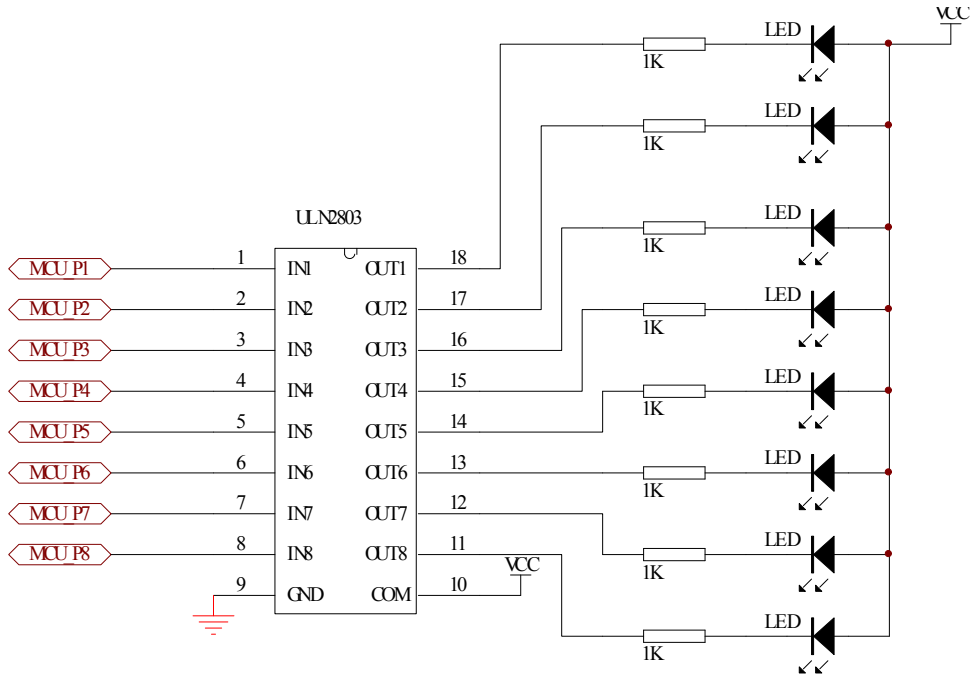 VCC
LED
1K
LED
1K
ULN2803
LED
1K
MCU_P1 1 IN1 OUT1 18
MCU_P2 2 IN2 OUT2 17
LED
1K
MCU_P3 3 IN3 OUT3 16
MCU_P4 4 IN4 OUT4 15
LED
1K
MCU_P5 5 IN5 OUT5 14
MCU_P6 6 IN6 OUT6 13
LED
1K
MCU_P7 7 IN7 OUT7 12
MCU_P8 8 IN8 OUT8 11
LED
1K
VCC
9 GND COM 10
LED
1K